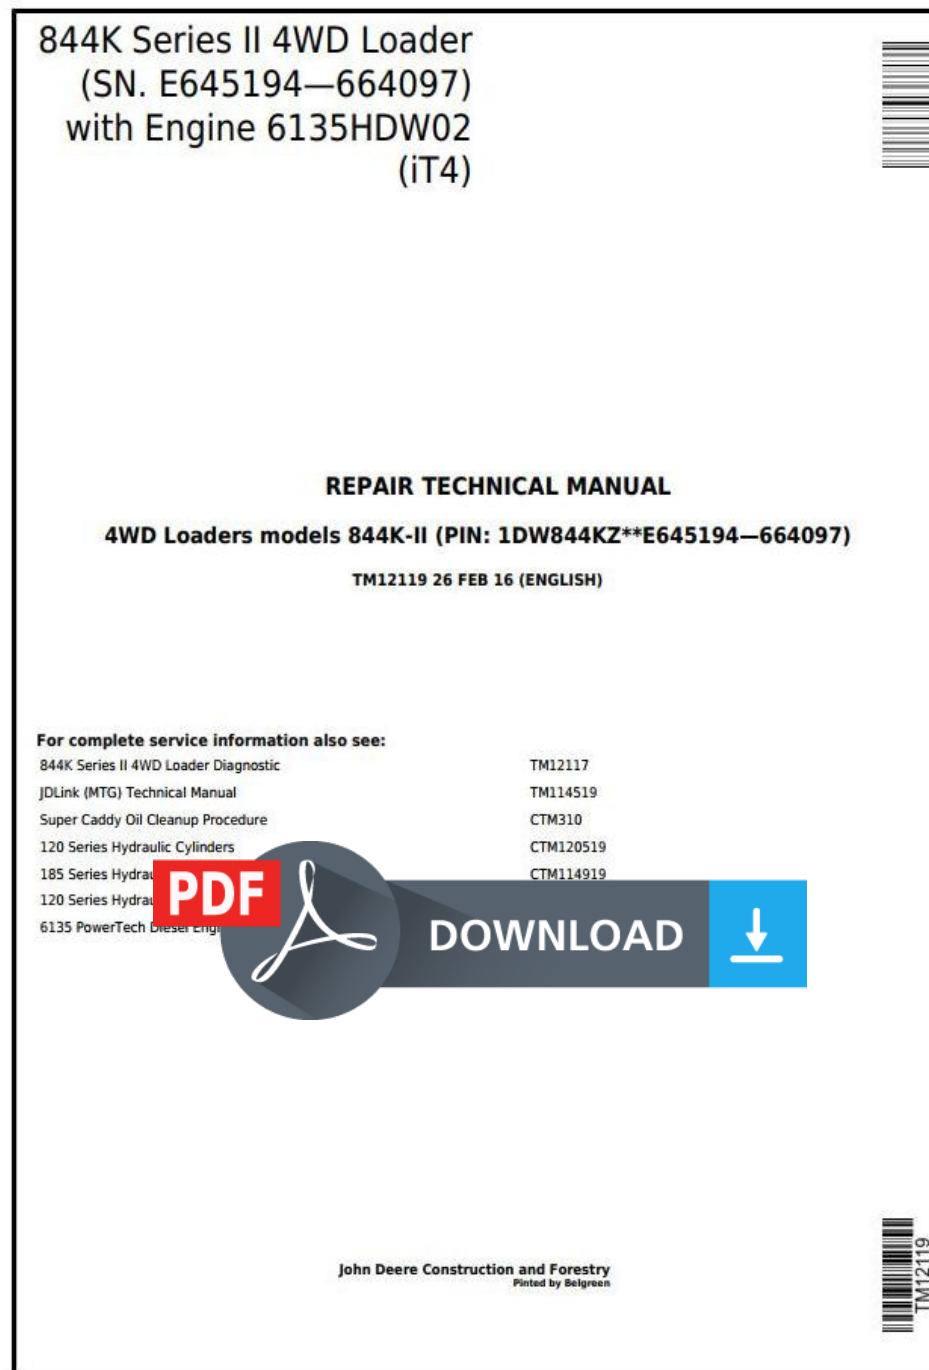 844K Series II 4WD Loader
(SN. E645194—664097)
with Engine 6135HDW02
(iT4)
REPAIR TECHNICAL MANUAL
4WD Loaders models 844K-II (PIN: 1DW844KZ**E645194—664097)
TM12119 26 FEB 16 (ENGLISH)
For complete service information also see:
844K Series II 4WD Loader Diagnostic TM12117
JDLink (MTG) Technical Manual TM114519
Super Caddy Oil Cleanup Procedure CTM310
120 Series Hydraulic Cylinders CTM120519
185 Series Hydrau CTM114919
120 Series Hydrau
6135 PowerTech Diesel Engi
PDF
DOWNLOAD
John Deere Construction and Forestry
Pinted by Belgreen
TM12119